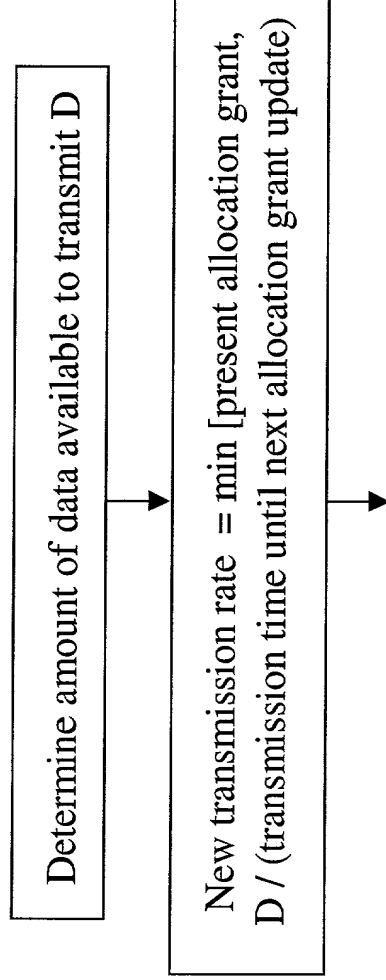 Determine amount of data available to transmit D
New transmission rate = min [present allocation grant,
D / (transmission time until next allocation grant update)